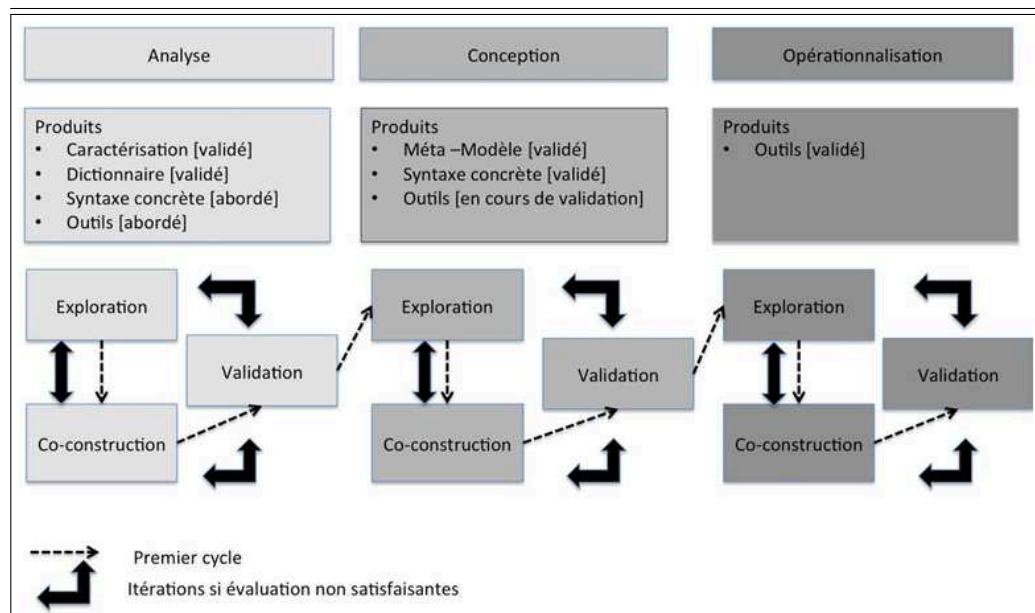 Analyse
Conception
Opérationnalisation
Produits
• Caractérisation [validé]
• Dictionnaire [validé]
• Syntaxe concrète [abordé]
• Outils [abordé]
Produits
• Méta –Modèle [validé]
• Syntaxe concrète [validé]
• Outils [en cours de validation]
Produits
• Outils [validé]
Exploration
Validation
Co-construction
Exploration
Validation
Co-construction
Exploration
Validation
Co-construction
Premier cycle
Itérations si évaluation non satisfaisantes